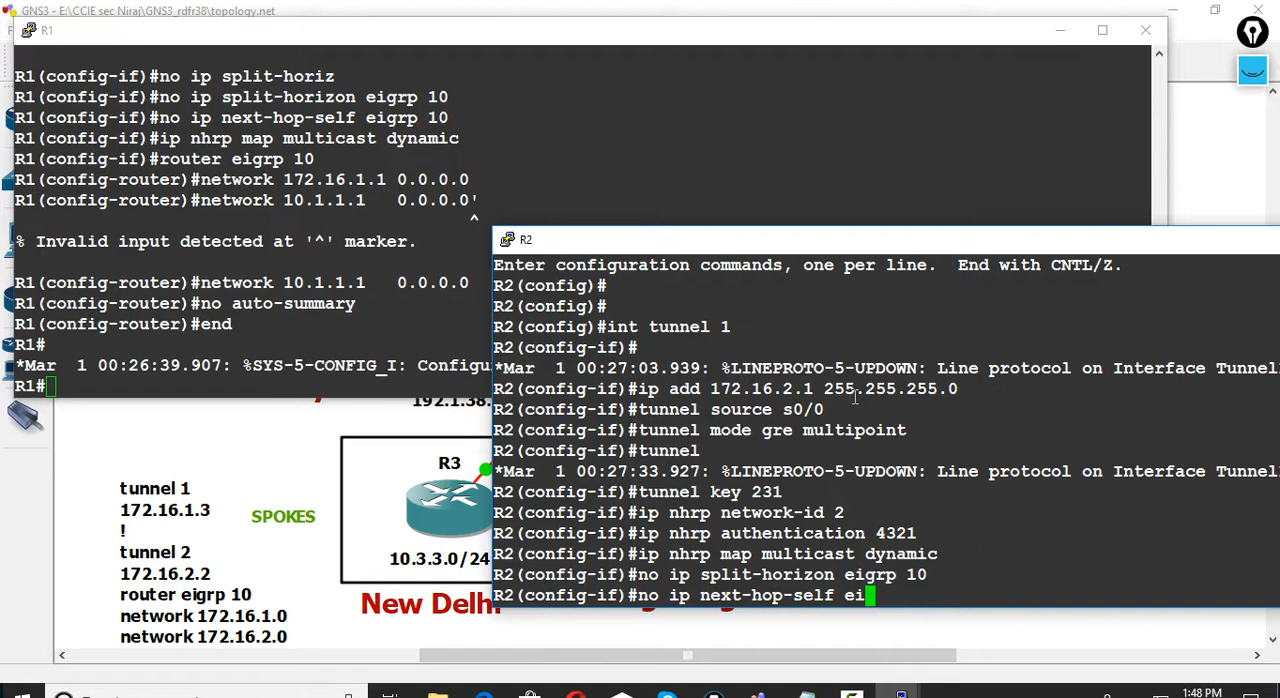 GNS3 - E:\CCIE sec Niraj\GNS3_rdfr38\topology.net
R1
R1(config-if)#no ip split-horiz
R1(config-if)#no ip split-horizon eigrp 10
R1(config-if)#no ip next-hop-self eigrp 10
R1(config-if)#ip nhrp map multicast dynamic
R1(config-if)#router eigrp 10
R1(config-router)#network 172.16.1.1 0.0.0.0
R1(config-router)#network 10.1.1.1   0.0.0.0'
^
% Invalid input detected at '^' marker.
R1(config-router)#network 10.1.1.1   0.0.0.0
R1(config-router)#no auto-summary
R1(config-router)#end
R1#
*Mar  1 00:26:39.907: %SYS-5-CONFIG_I: Configu
R1#
R2
Enter configuration commands, one per line.  End with CNTL/Z.
R2(config)#
R2(config)#
R2(config)#int tunnel 1
R2(config-if)#
*Mar  1 00:27:03.939: %LINEPROTO-5-UPDOWN: Line protocol on Interface Tunnel
R2(config-if)#ip add 172.16.2.1 255.255.255.0
R2(config-if)#tunnel source s0/0
R2(config-if)#tunnel mode gre multipoint
R2(config-if)#tunnel
*Mar  1 00:27:33.927: %LINEPROTO-5-UPDOWN: Line protocol on Interface Tunnel
R2(config-if)#tunnel key 231
R2(config-if)#ip nhrp network-id 2
R2(config-if)#ip nhrp authentication 4321
R2(config-if)#ip nhrp map multicast dynamic
R2(config-if)#no ip split-horizon eigrp 10
R2(config-if)#no ip next-hop-self ei
192.1.38.
R3
10.3.3.0/24
New Delh
SPOKES
tunnel 1
172.16.1.3
!
tunnel 2
172.16.2.2
router eigrp 10
network 172.16.1.0
network 172.16.2.0
1:48 PM